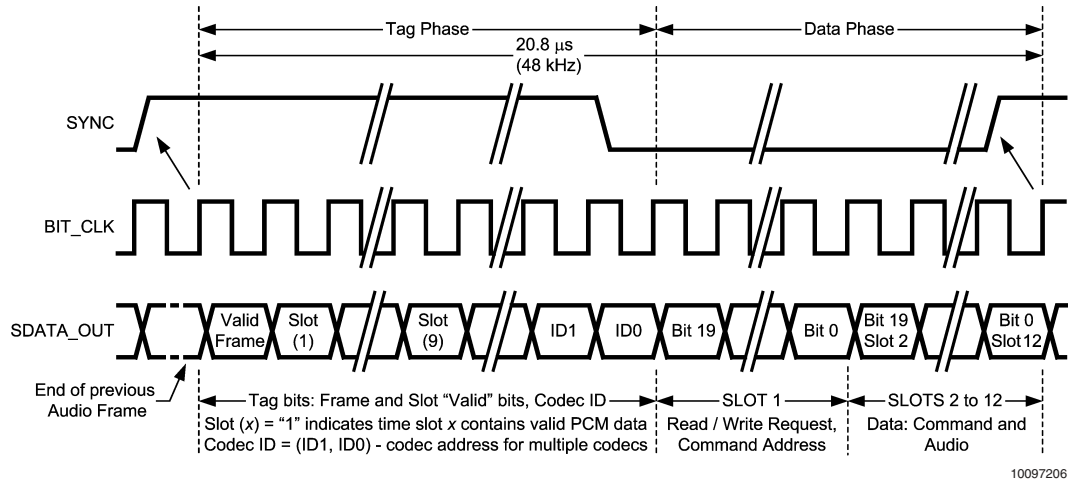 Tag Phase
Data Phase
20.8 μs
(48 kHz)
SYNC
BIT_CLK
SDATA_OUT
Valid
Frame
Slot
(1)
Slot
(9)
ID1
ID0
Bit 19
Bit 0
Bit 19
Slot 2
Bit 0
Slot12
End of previous
Audio Frame
Tag bits: Frame and Slot “Valid” bits, Codec ID
Slot (x) = “1” indicates time slot x contains valid PCM data
Codec ID = (ID1, ID0) - codec address for multiple codecs
SLOT 1
Read / Write Request,
Command Address
SLOTS 2 to 12
Data: Command and
Audio
10097206